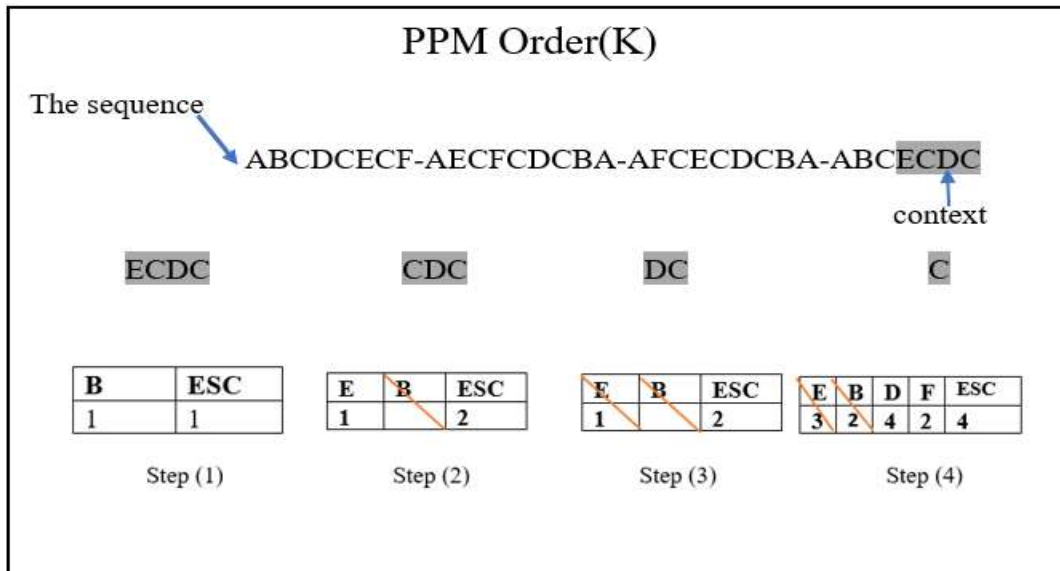 PPM Order(K)
The sequence
ABCDCECF-AECFCDCBA-AFCECDCBA-ABCECDC
context
ECDC CDC DC C
B ESC E B ESC E B ESC E B D F ESC
1 1 1 2 1 2 3 2 4 2 4
Step (1) Step (2) Step (3) Step (4)